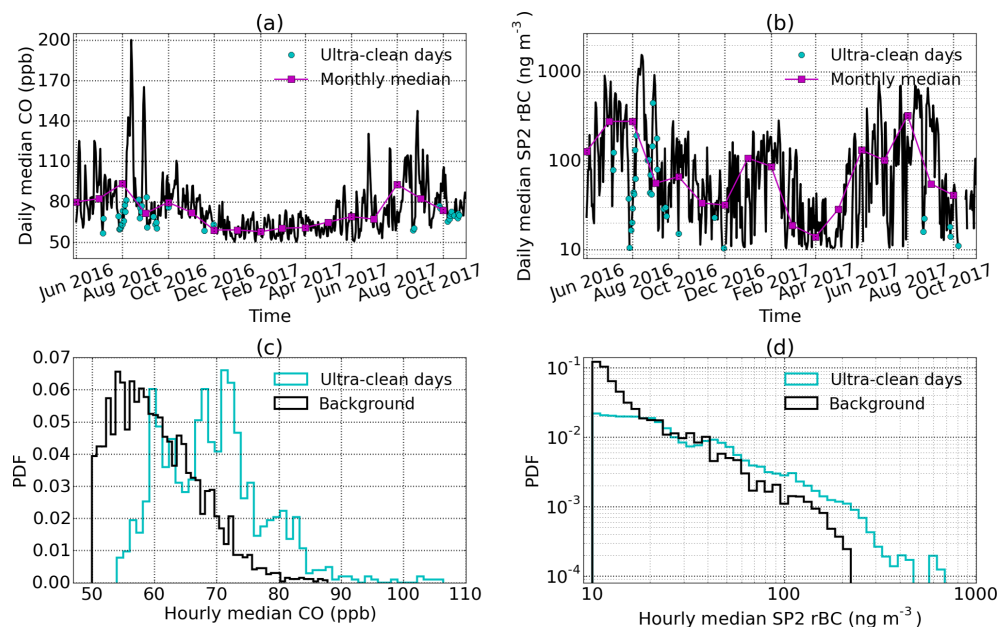 (a)
Daily median CO (ppb)
200
170
140
110
80
50
Ultra-clean days
Monthly median
Jun 2016
Aug 2016
Oct 2016
Dec 2016
Feb 2017
Apr 2017
Jun 2017
Aug 2017
Oct 2017
Time
(b)
Daily median SP2 rBC (ng m⁻³)
1000
100
10
Ultra-clean days
Monthly median
Jun 2016
Aug 2016
Oct 2016
Dec 2016
Feb 2017
Apr 2017
Jun 2017
Aug 2017
Oct 2017
Time
(c)
PDF
0.07
0.06
0.05
0.04
0.03
0.02
0.01
0.00
Ultra-clean days
Background
50 60 70 80 90 100 110
Hourly median CO (ppb)
(d)
PDF
10⁻¹
10⁻²
10⁻³
10⁻⁴
Ultra-clean days
Background
10 100 1000
Hourly median SP2 rBC (ng m⁻³)